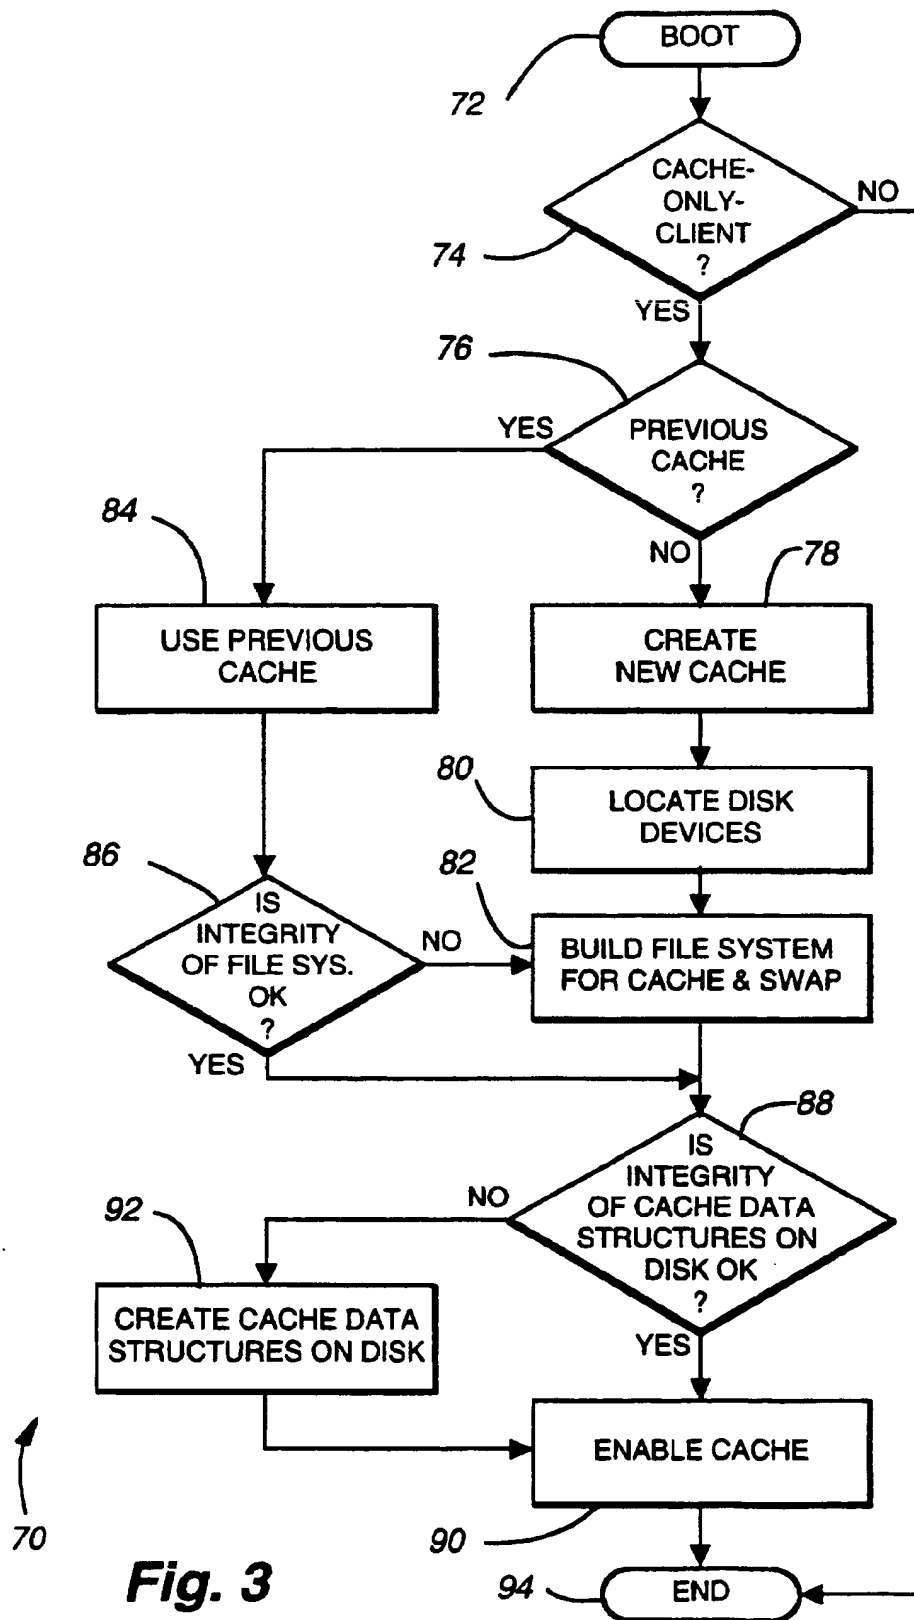 BOOT
72
CACHE-
ONLY-
CLIENT
?
NO
74
YES
76
YES
PREVIOUS
CACHE
?
84
NO
78
USE PREVIOUS
CACHE
CREATE
NEW CACHE
80
LOCATE DISK
DEVICES
86
82
IS
INTEGRITY
OF FILE SYS.
OK
?
NO
BUILD FILE SYSTEM
FOR CACHE & SWAP
YES
88
IS
INTEGRITY
OF CACHE DATA
STRUCTURES ON
DISK OK
?
NO
92
CREATE CACHE DATA
STRUCTURES ON DISK
YES
ENABLE CACHE
70
90
Fig. 3
94
END